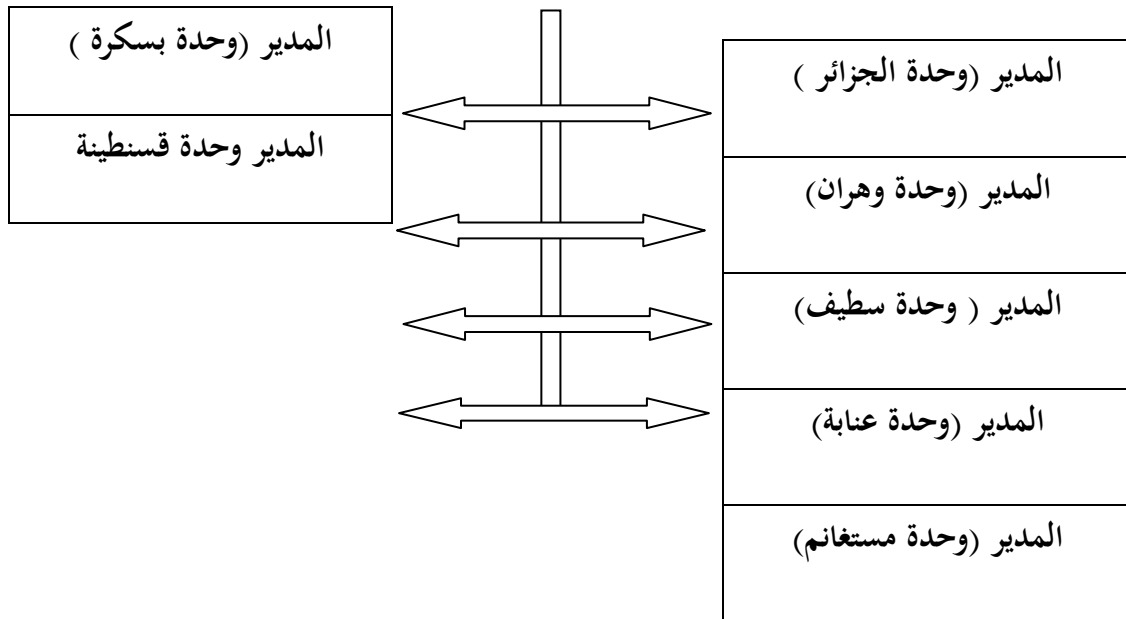 المدير (وحدة الجزائر )
المدير (وحدة وهران)
المدير ( وحدة سطيف)
المدير (وحدة عنابة)
المدير (وحدة مستغانم)
المدير (وحدة بسكرة )
المدير وحدة قسنطينة